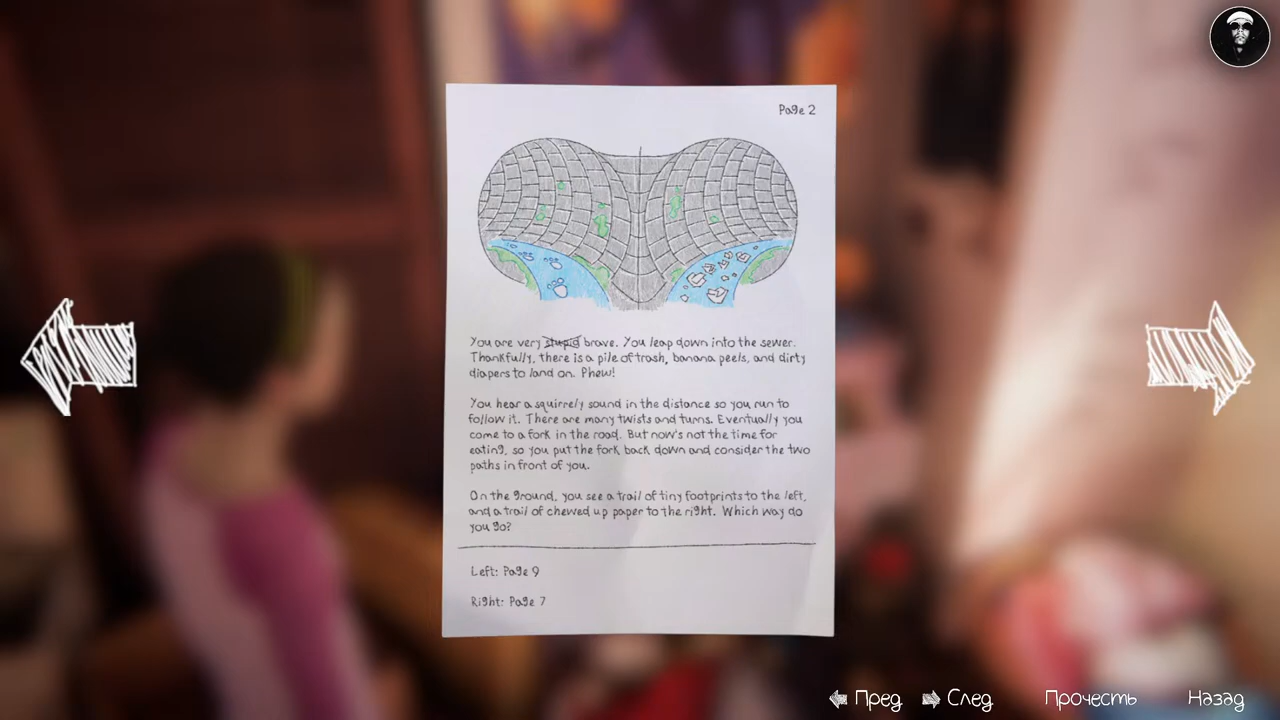 Page 2
You are very stupid brave. You leap down into the sewer.
Thankfully, there is a pile of trash, banana peels, and dirty
diapers to land on. Phew!
You hear a squirrely sound in the distance so you run to
follow it. There are many twists and turns. Eventually you
come to a fork in the road. But now's not the time for
eating, so you put the fork back down and consider the two
paths in front of you.
On the ground, you see a trail of tiny footprints to the left,
and a trail of chewed up paper to the right. Which way do
you go?
Left: Page 9
Right: Page 7
Пред След Прочесть Назад